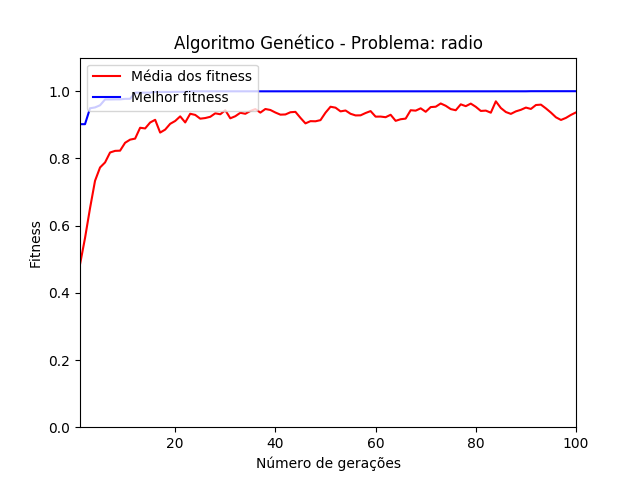 Algoritmo Genético - Problema: radio
Média dos fitness
Melhor fitness
Fitness
1.0
0.8
0.6
0.4
0.2
0.0
20 40 60 80 100
Número de gerações